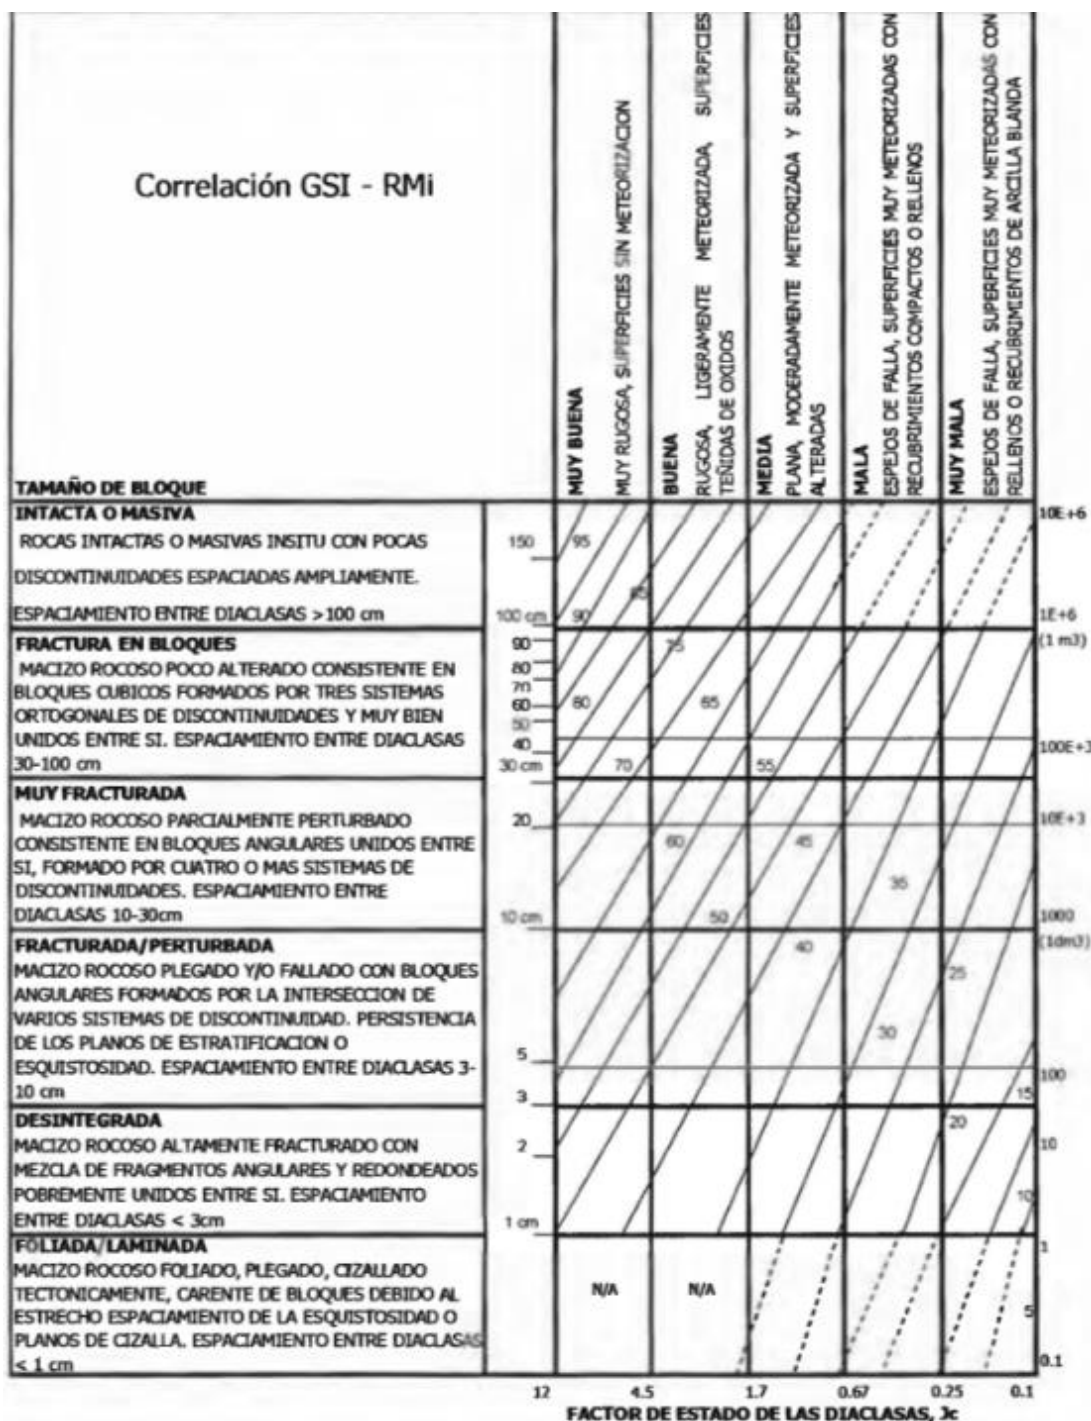 Correlación GSI - RMi
TAMAÑO DE BLOQUE
MUY BUENA
MUY RUGOSA, SUPERFICIES SIN METEORIZACION
BUENA
RUGOSA, LIGERAMENTE METEORIZADA, SUPERFICIES
TEÑIDAS DE OXIDOS
MEDIA
PLANA, MODERADAMENTE METEORIZADA Y SUPERFICIES
ALTERADAS
MALA
ESPEJOS DE FALLA, SUPERFICIES MUY METEORIZADAS CON
RECUBRIMIENTOS COMPACTOS O RELLENOS
MUY MALA
ESPEJOS DE FALLA, SUPERFICIES MUY METEORIZADAS CON
RELLENOS O RECUBRIMIENTOS DE ARCILLA BLANDA
INTACTA O MASIVA
ROCAS INTACTAS O MASIVAS INSITU CON POCAS
DISCONTINUIDADES ESPACIADAS AMPLIAMENTE.
ESPACIAMIENTO ENTRE DIACLASAS >100 cm
150
100 cm
95
90
85
10E+6
1E+6
FRACTURA EN BLOQUES
MACIZO ROCOSO POCO ALTERADO CONSISTENTE EN
BLOQUES CUBICOS FORMADOS POR TRES SISTEMAS
ORTOGONALES DE DISCONTINUIDADES Y MUY BIEN
UNIDOS ENTRE SI. ESPACIAMIENTO ENTRE DIACLASAS
30-100 cm
90
80
70
60
50
40
30 cm
75
80
65
70
55
(1 m3)
100E+3
MUY FRACTURADA
MACIZO ROCOSO PARCIALMENTE PERTURBADO
CONSISTENTE EN BLOQUES ANGULARES UNIDOS ENTRE
SI, FORMADO POR CUATRO O MAS SISTEMAS DE
DISCONTINUIDADES. ESPACIAMIENTO ENTRE
DIACLASAS 10-30cm
20
10 cm
60
45
35
50
10E+3
1000
FRACTURADA/PERTURBADA
MACIZO ROCOSO PLEGADO Y/O FALLADO CON BLOQUES
ANGULARES FORMADOS POR LA INTERSECCION DE
VARIOS SISTEMAS DE DISCONTINUIDAD. PERSISTENCIA
DE LOS PLANOS DE ESTRATIFICACION O
ESQUISTOSIDAD. ESPACIAMIENTO ENTRE DIACLASAS 3-
10 cm
5
3
40
25
30
15
(1dm3)
100
DESINTEGRADA
MACIZO ROCOSO ALTAMENTE FRACTURADO CON
MEZCLA DE FRAGMENTOS ANGULARES Y REDONDEADOS
POBREMENTE UNIDOS ENTRE SI. ESPACIAMIENTO
ENTRE DIACLASAS < 3cm
2
1 cm
20
10
10
FOLIADA/LAMINADA
MACIZO ROCOSO FOLIADO, PLEGADO, CIZALLADO
TECTONICAMENTE, CARENTE DE BLOQUES DEBIDO AL
ESTRECHO ESPACIAMIENTO DE LA ESQUISTOSIDAD O
PLANOS DE CIZALLA. ESPACIAMIENTO ENTRE DIACLASAS
< 1 cm
N/A
N/A
5
1
0.1
12 4.5 1.7 0.67 0.25 0.1
FACTOR DE ESTADO DE LAS DIACLASAS, Jc